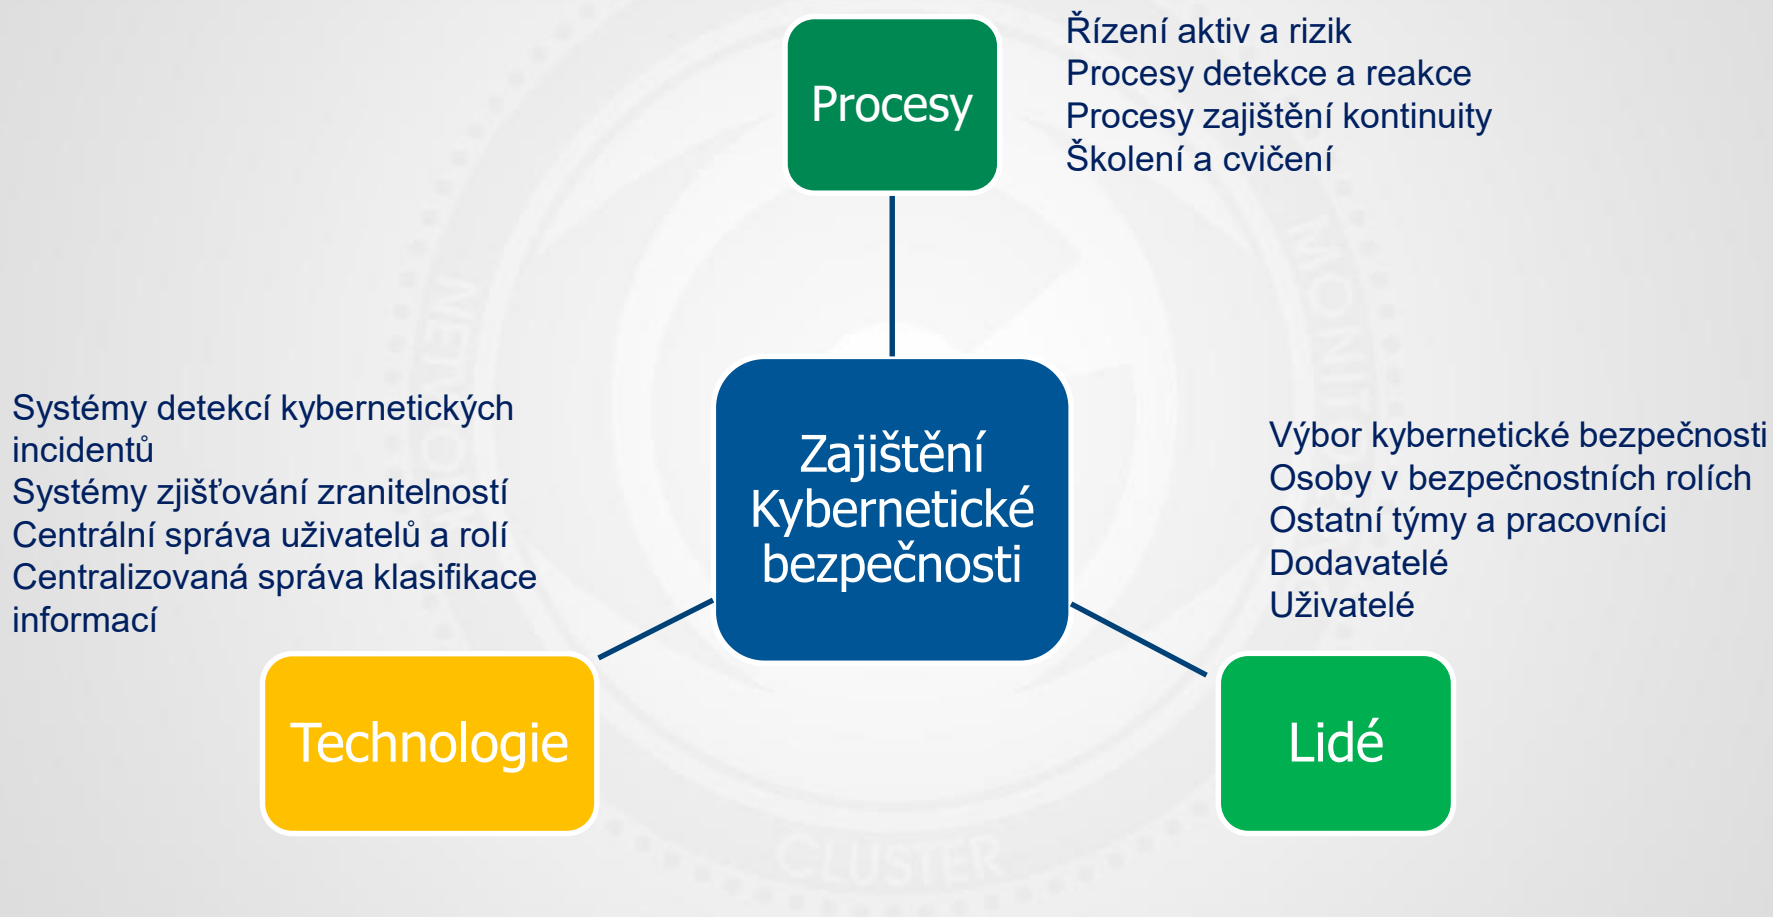 Procesy
Řízení aktiv a rizik
Procesy detekce a reakce
Procesy zajištění kontinuity
Školení a cvičení
Systémy detekcí kybernetických
incidentů
Systémy zjišťování zranitelností
Centrální správa uživatelů a rolí
Centralizovaná správa klasifikace
informací
Zajištění
Kybernetické
bezpečnosti
Výbor kybernetické bezpečnosti
Osoby v bezpečnostních rolích
Ostatní týmy a pracovníci
Dodavatelé
Uživatelé
Technologie
Lidé
CLUSTER